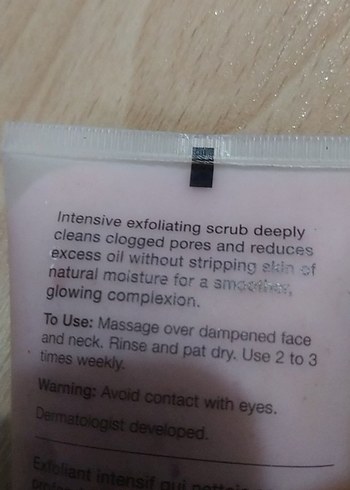 Intensive exfoliating scrub deeply
cleans clogged pores and reduces
excess oil without stripping skin of
natural moisture for a smoother,
glowing complexion.
To Use: Massage over dampened face
and neck. Rinse and pat dry. Use 2 to 3
times weekly.
Warning: Avoid contact with eyes.
Dermatologist developed.
Exfoliant intensif qui